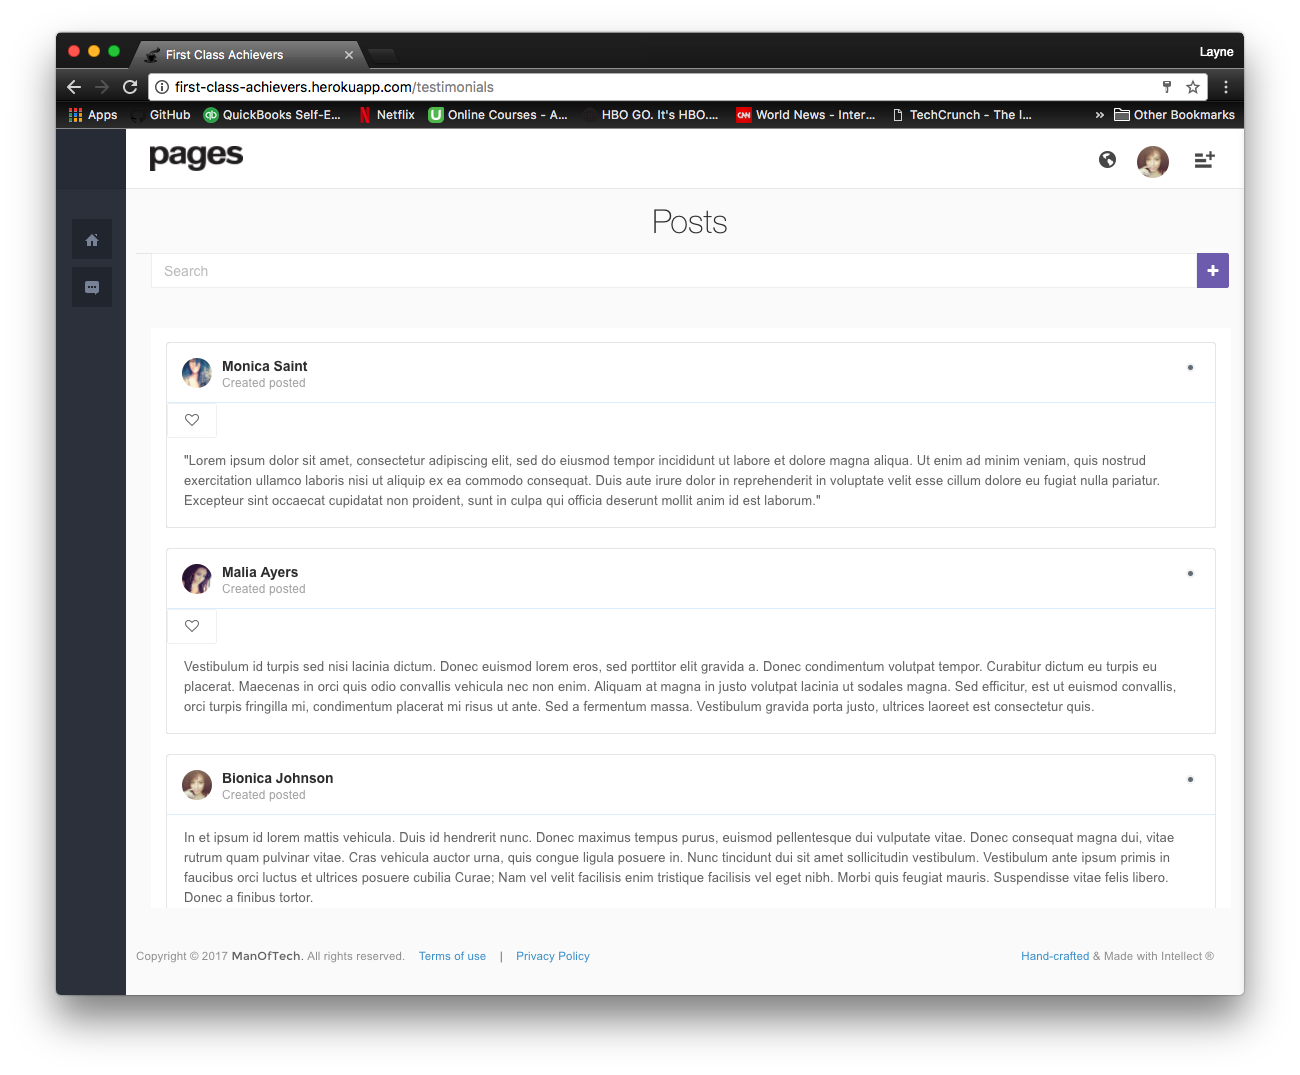 First Class Achievers
Layne
first-class-achievers.herokuapp.com/testimonials
Apps GitHub QuickBooks Self-E... Netflix Online Courses - A... HBO GO. It's HBO.... World News - Inter... TechCrunch - The I... » Other Bookmarks
pages
Posts
Search
Monica Saint
Created posted
"Lorem ipsum dolor sit amet, consectetur adipiscing elit, sed do eiusmod tempor incididunt ut labore et dolore magna aliqua. Ut enim ad minim veniam, quis nostrud
exercitation ullamco laboris nisi ut aliquip ex ea commodo consequat. Duis aute irure dolor in reprehenderit in voluptate velit esse cillum dolore eu fugiat nulla pariatur.
Excepteur sint occaecat cupidatat non proident, sunt in culpa qui officia deserunt mollit anim id est laborum."
Malia Ayers
Created posted
Vestibulum id turpis sed nisi lacinia dictum. Donec euismod lorem eros, sed porttitor elit gravida a. Donec condimentum volutpat tempor. Curabitur dictum eu turpis eu
placerat. Maecenas in orci quis odio convallis vehicula nec non enim. Aliquam at magna in justo volutpat lacinia ut sodales magna. Sed efficitur, est ut euismod convallis,
orci turpis fringilla mi, condimentum placerat mi risus ut ante. Sed a fermentum massa. Vestibulum gravida porta justo, ultrices laoreet est consectetur quis.
Bionica Johnson
Created posted
In et ipsum id lorem mattis vehicula. Duis id hendrerit nunc. Donec maximus tempus purus, euismod pellentesque dui vulputate vitae. Donec consequat magna dui, vitae
rutrum quam pulvinar vitae. Cras vehicula auctor urna, quis congue ligula posuere in. Nunc tincidunt dui sit amet sollicitudin vestibulum. Vestibulum ante ipsum primis in
faucibus orci luctus et ultrices posuere cubilia Curae; Nam vel velit facilisis enim tristique facilisis vel eget nibh. Morbi quis feugiat mauris. Suspendisse vitae felis libero.
Donec a finibus tortor.
Copyright © 2017 ManOfTech. All rights reserved. Terms of use | Privacy Policy Hand-crafted & Made with Intellect ®